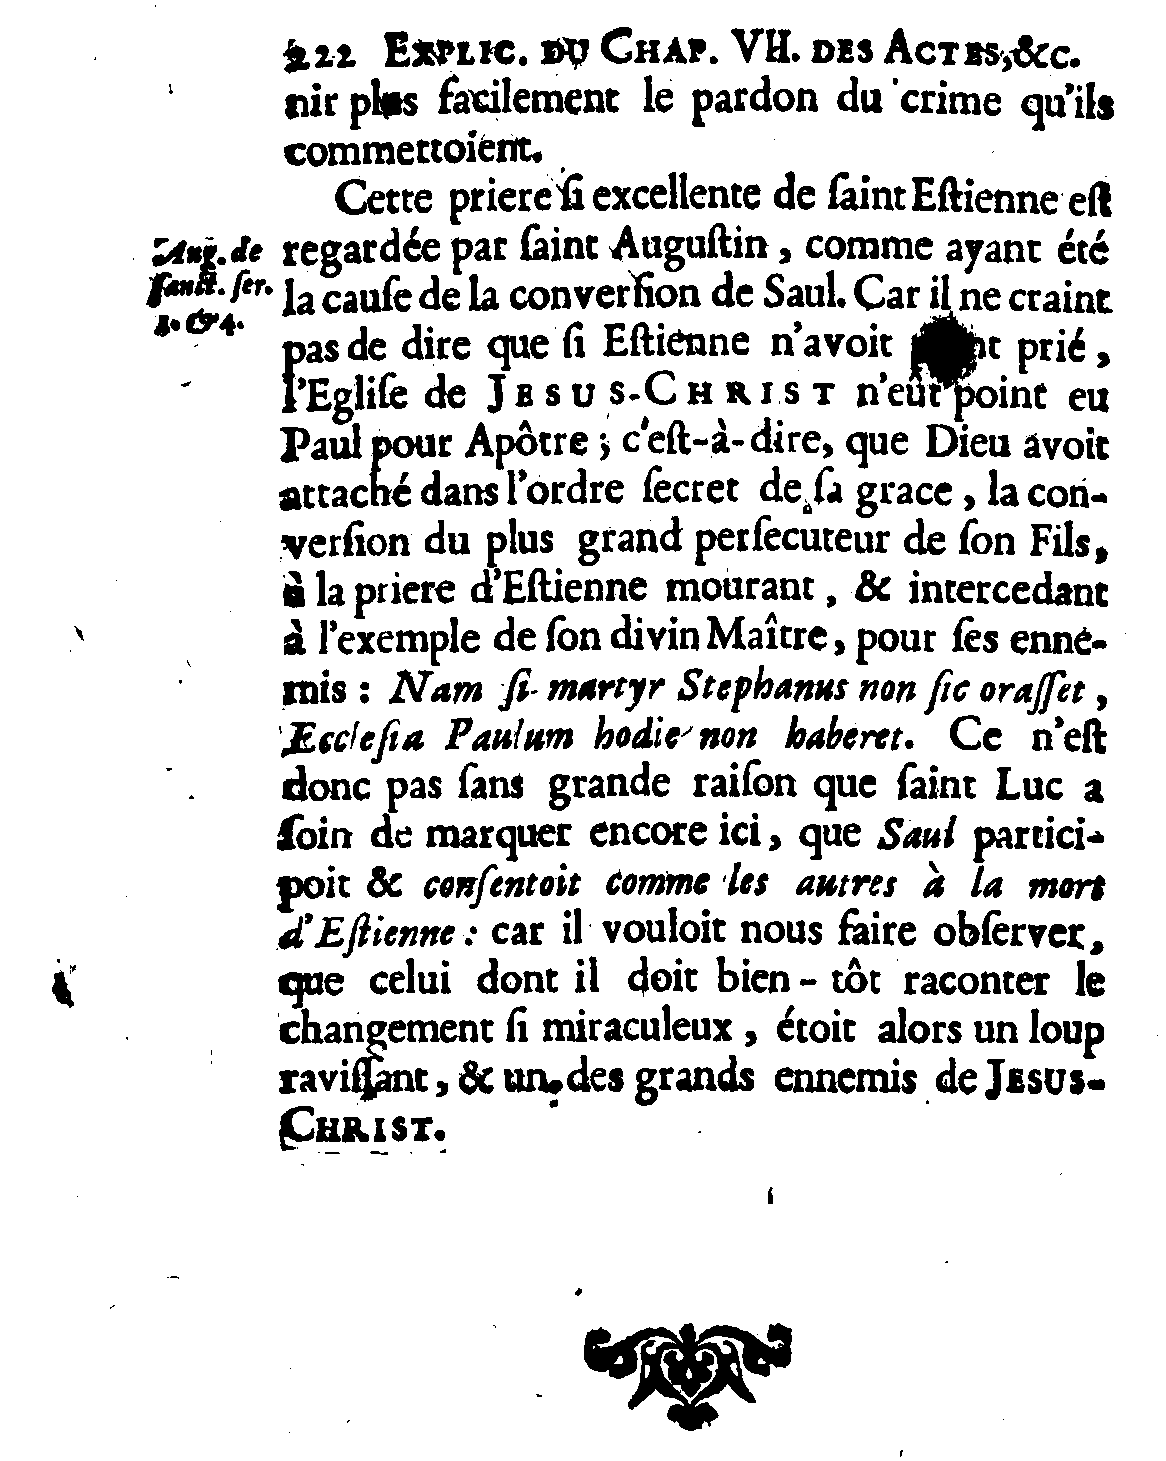 222 EXPLIC. DU CHAP. VII. DES ACTES, &c.
nir plus facilement le pardon du crime qu'ils
commettoient.
Cette priere ſi excellente de ſaint Eſtienne eſt
Aug. de
ſanct. ſer.
1. & 4.
regardée par ſaint Auguſtin, comme ayant été
la cauſe de la converſion de Saul. Car il ne craint
pas de dire que ſi Eſtienne n'avoit prié,
l'Egliſe de JESUS-CHRIST n'eût point eu
Paul pour Apôtre; c'eſt-à-dire, que Dieu avoit
attaché dans l'ordre ſecret de ſa grace, la con-
verſion du plus grand perſecuteur de ſon Fils,
à la priere d'Eſtienne mourant, & intercedant
à l'exemple de ſon divin Maître, pour ſes enne-
mis : Nam ſi martyr Stephanus non ſic oraſſet,
Eccleſia Paulum hodie non haberet. Ce n'eſt
donc pas ſans grande raiſon que ſaint Luc a
ſoin de marquer encore ici, que Saul partici-
poit & conſentoit comme les autres à la mort
d'Eſtienne : car il vouloit nous faire obſerver,
que celui dont il doit bien-tôt raconter le
changement ſi miraculeux, étoit alors un loup
raviſſant, & un des grands ennemis de JESUS-
CHRIST.